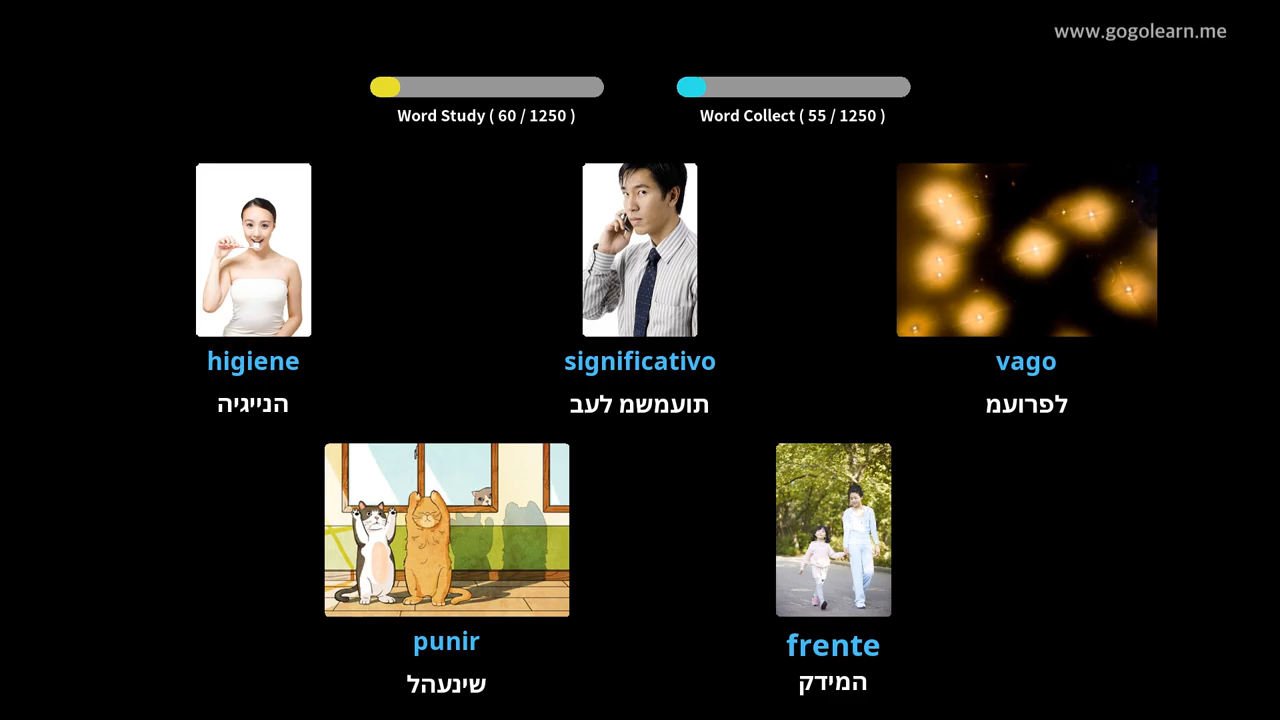 www.gogolearn.me
Word Study ( 60 / 1250 )
Word Collect ( 55 / 1250 )
higiene
הנייגיה
significativo
תועמשמ לעב
vago
לפרועמ
punir
שינעהל
frente
המידק